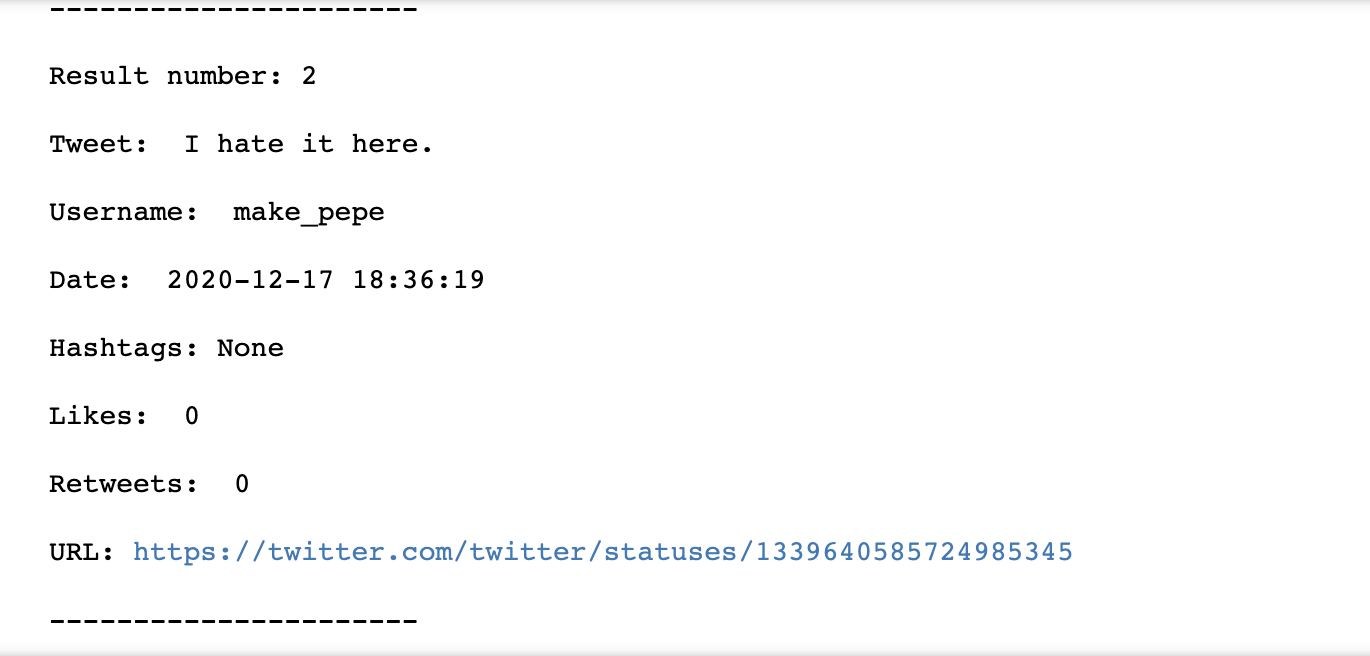 ----------------------
Result number: 2
Tweet:  I hate it here.
Username:  make_pepe
Date:  2020-12-17 18:36:19
Hashtags: None
Likes:  0
Retweets:  0
URL: https://twitter.com/twitter/statuses/1339640585724985345
----------------------